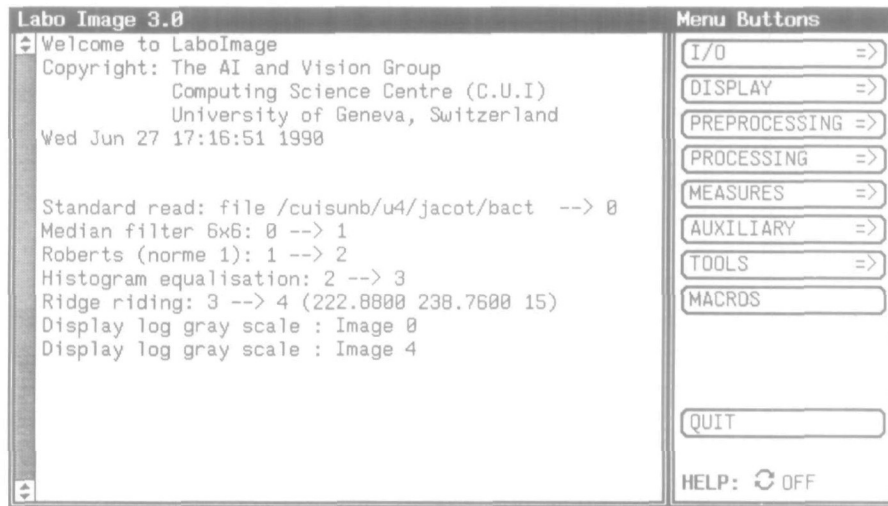 Labo Image 3.0
Welcome to LaboImage
Copyright: The AI and Vision Group
Computing Science Centre (C.U.I)
University of Geneva, Switzerland
Wed Jun 27 17:16:51 1990
Standard read: file /cuisunb/u4/jacot/bact --> 0
Median filter 6x6: 0 --> 1
Roberts (norme 1): 1 --> 2
Histogram equalisation: 2 --> 3
Ridge riding: 3 --> 4 (222.8800 238.7600 15)
Display log gray scale : Image 0
Display log gray scale : Image 4
Menu Buttons
I/O =>
DISPLAY =>
PREPROCESSING =>
PROCESSING =>
MEASURES =>
AUXILIARY =>
TOOLS =>
MACROS
QUIT
HELP: OFF